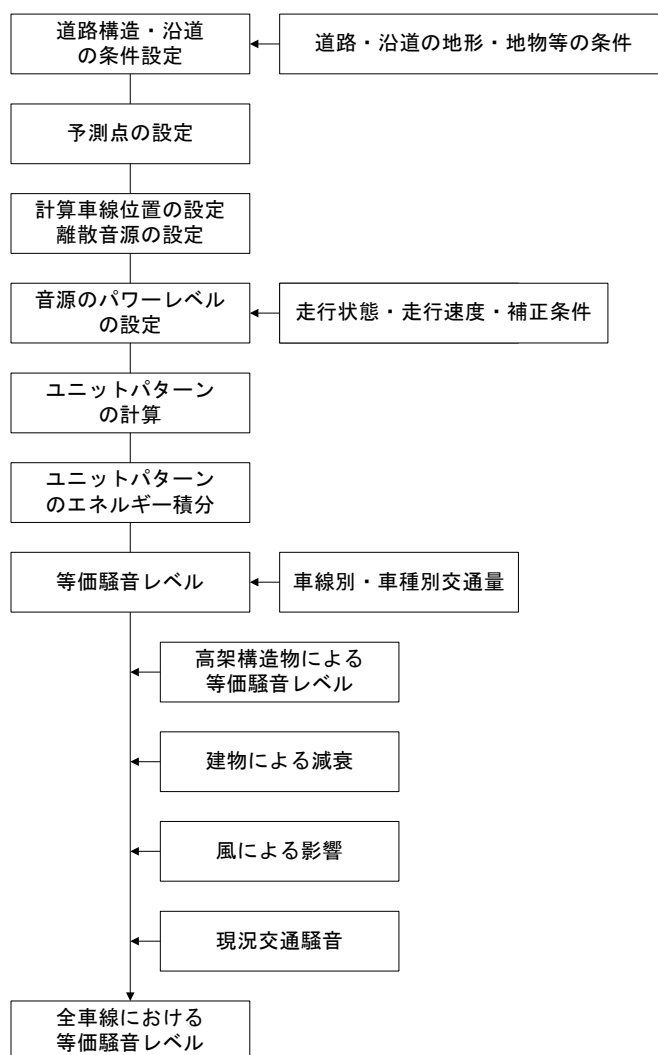 道路構造・沿道
の条件設定
道路・沿道の地形・地物等の条件
予測点の設定
計算車線位置の設定
離散音源の設定
音源のパワーレベル
の設定
走行状態・走行速度・補正条件
ユニットパターン
の計算
ユニットパターン
のエネルギー積分
等価騒音レベル
車線別・車種別交通量
高架構造物による
等価騒音レベル
建物による減衰
風による影響
現況交通騒音
全車線における
等価騒音レベル